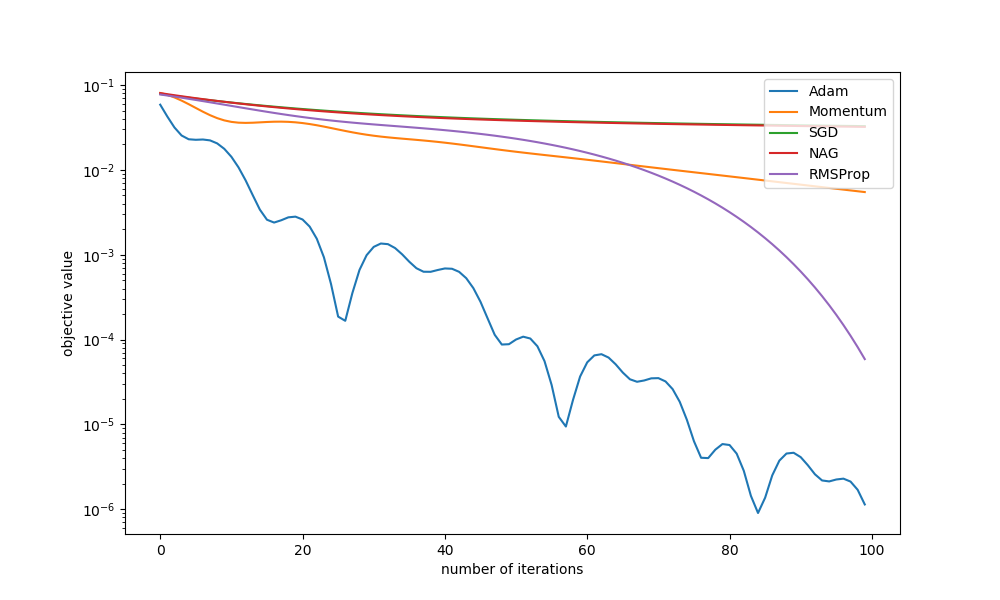 10⁻¹
10⁻²
10⁻³
10⁻⁴
10⁻⁵
10⁻⁶
objective value
0 20 40 60 80 100
number of iterations
Adam
Momentum
SGD
NAG
RMSProp